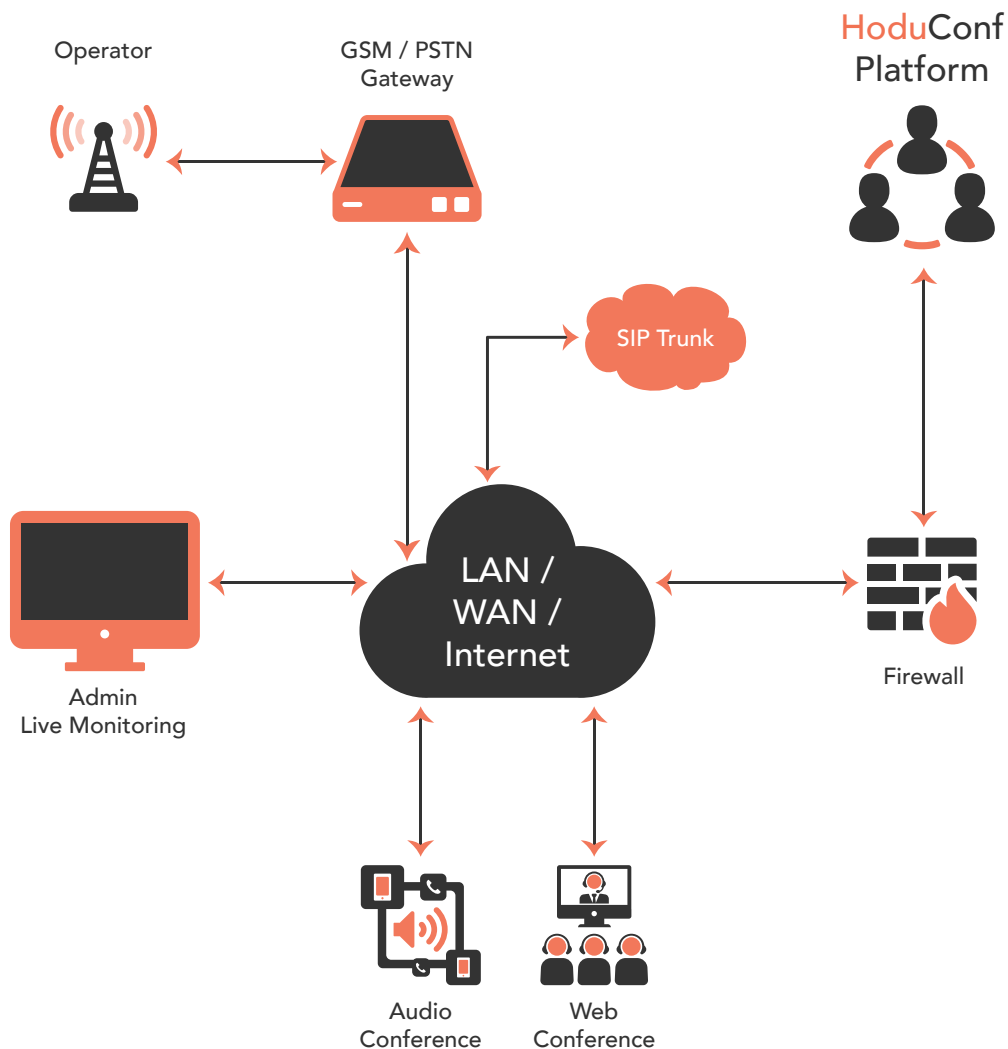 Operator
GSM / PSTN
Gateway
HoduConf
Platform
SIP Trunk
LAN /
WAN /
Internet
Admin
Live Monitoring
Firewall
Audio
Conference
Web
Conference